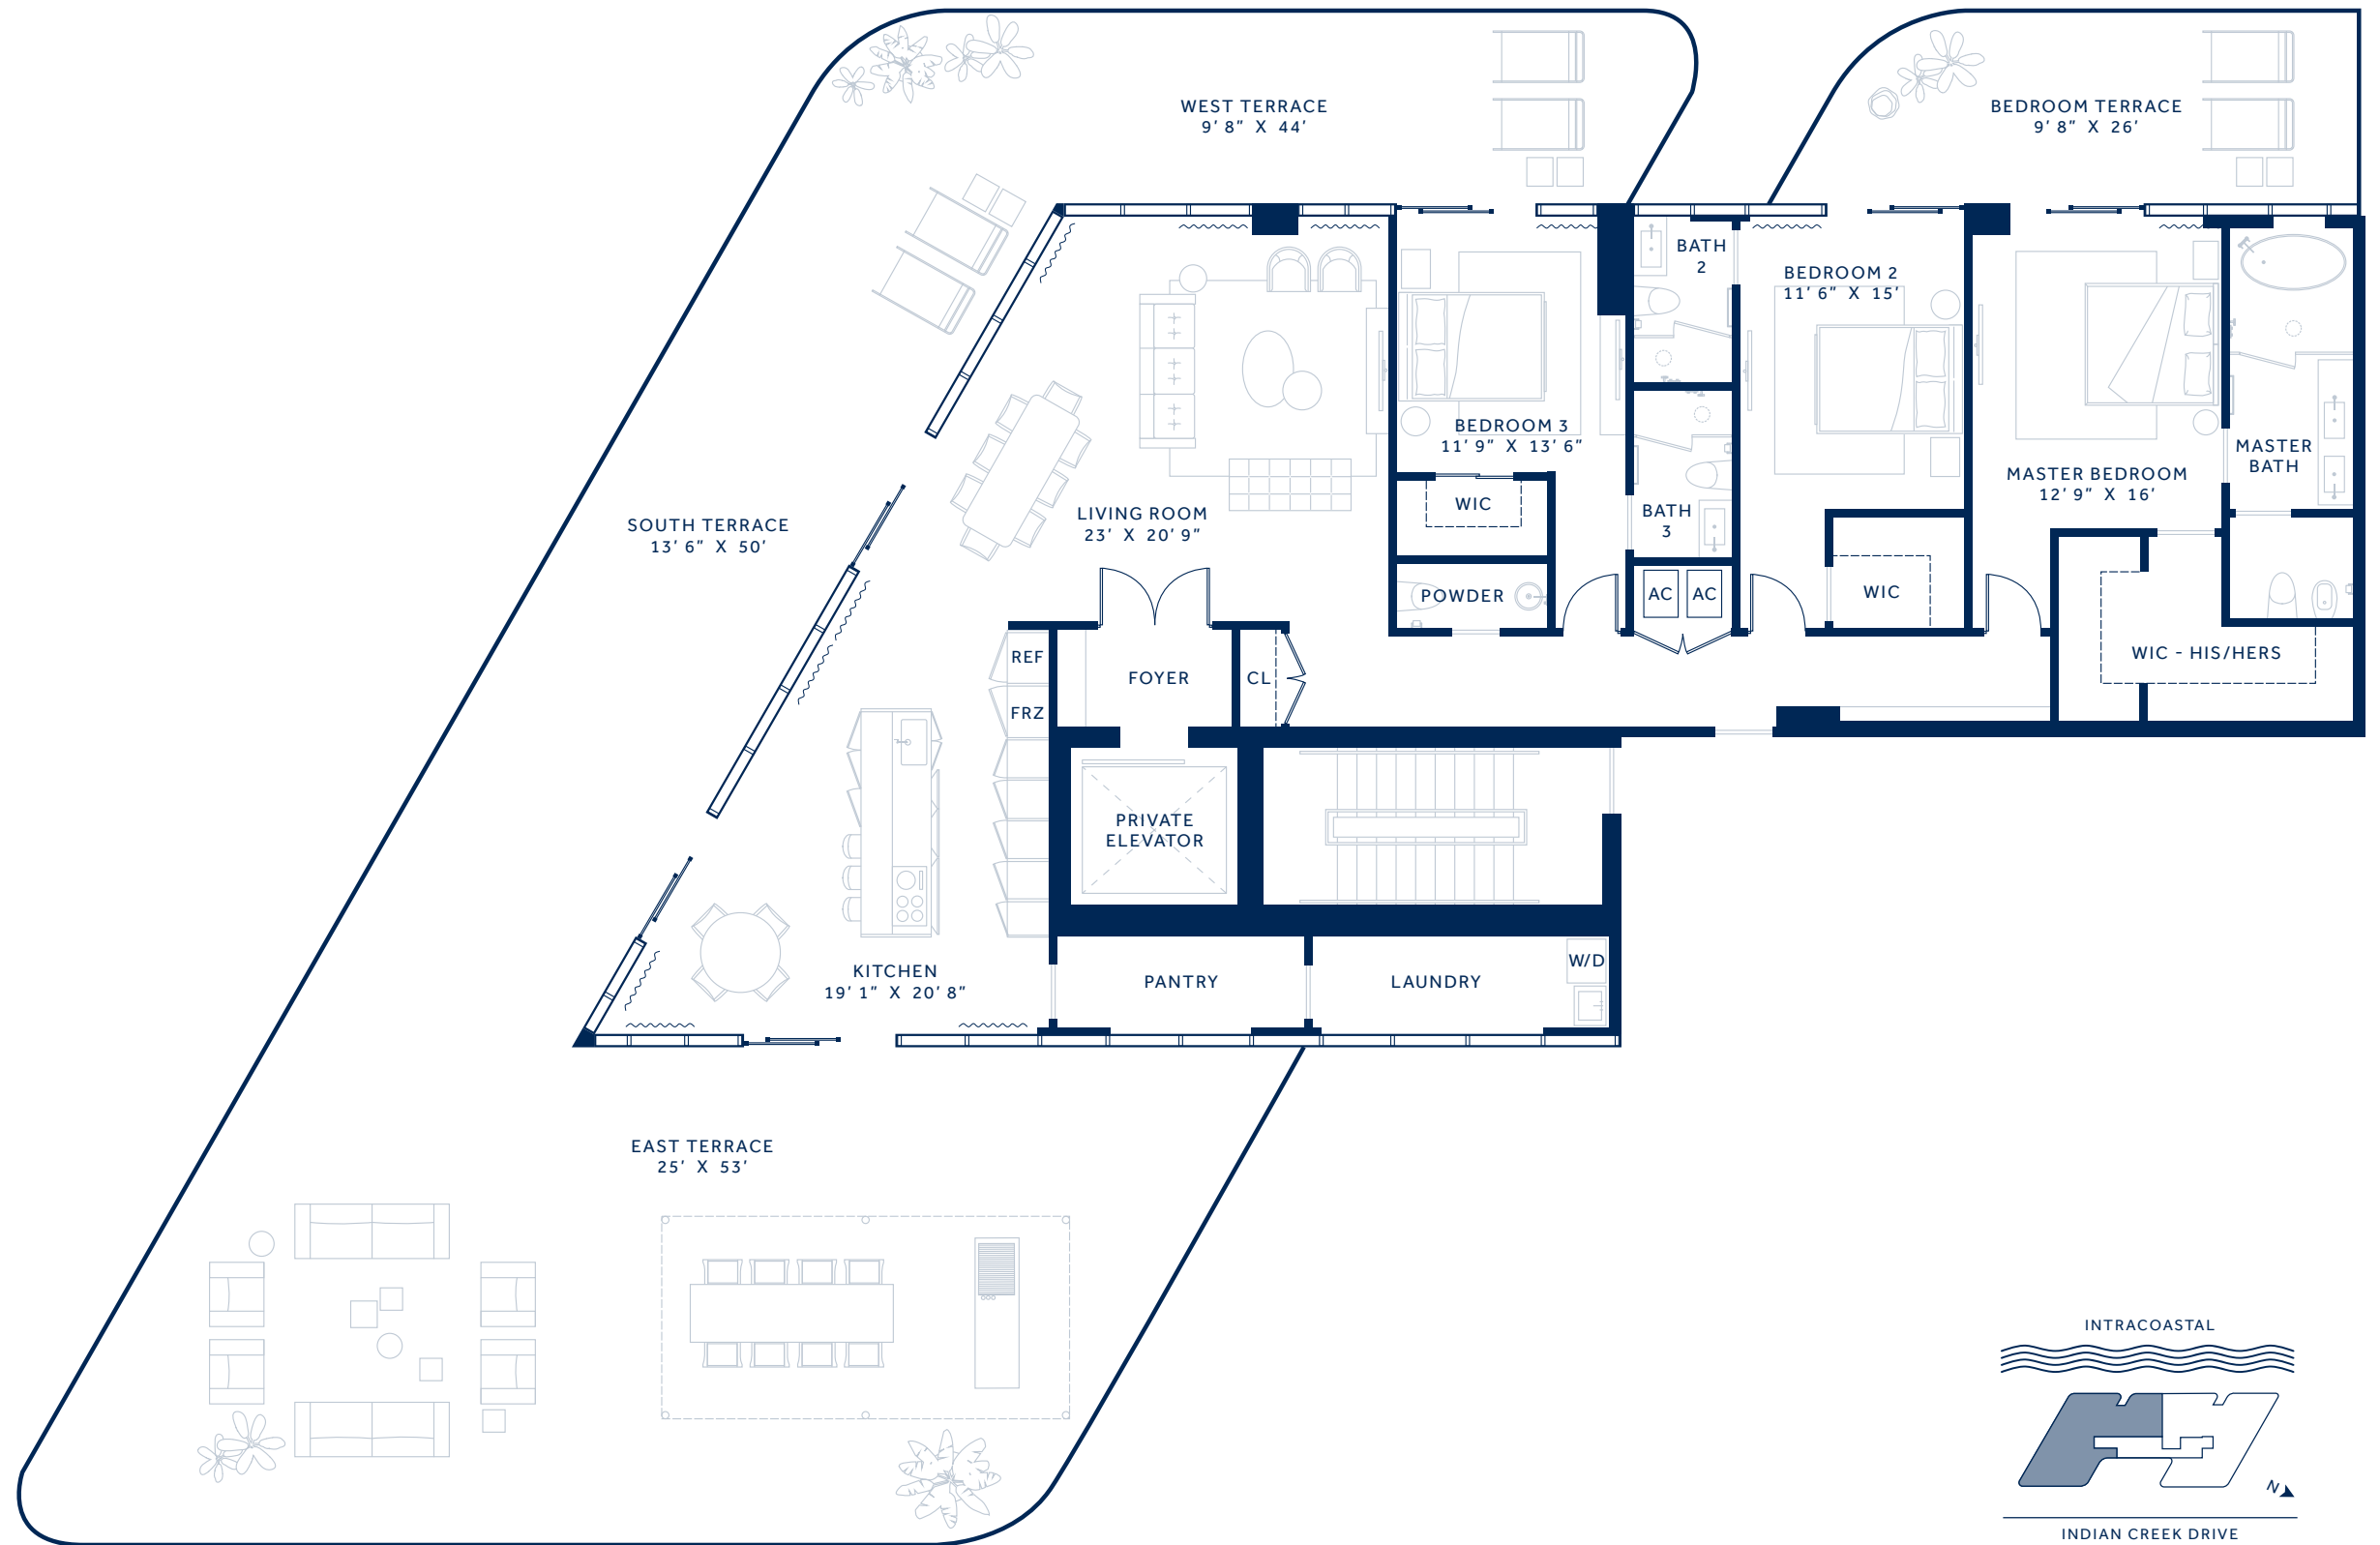 WEST TERRACE
9' 8" X 44'
BEDROOM TERRACE
9' 8" X 26'
BATH
2
BEDROOM 2
11' 6" X 15'
BEDROOM 3
11' 9" X 13' 6"
MASTER
BATH
MASTER BEDROOM
12' 9" X 16'
SOUTH TERRACE
13' 6" X 50'
LIVING ROOM
23' X 20' 9"
WIC
BATH
3
POWDER
AC
AC
WIC
REF
FOYER
CL
WIC - HIS/HERS
FRZ
PRIVATE
ELEVATOR
KITCHEN
19' 1" X 20' 8"
PANTRY
LAUNDRY
W/D
EAST TERRACE
25' X 53'
INTRACOASTAL
N
INDIAN CREEK DRIVE